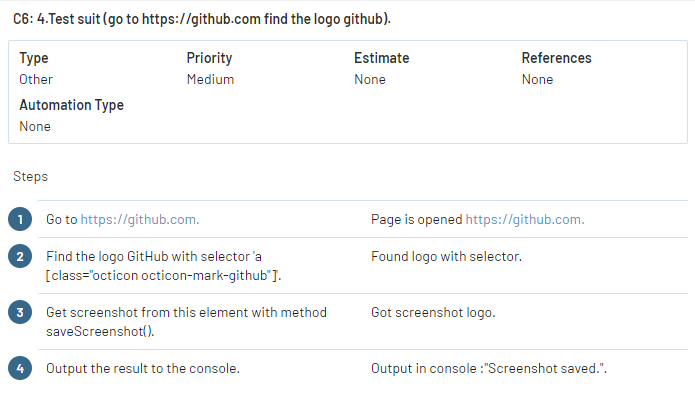 C6: 4.Test suit (go to https://github.com find the logo github).
Type Priority Estimate References
Other Medium None None
Automation Type
None
Steps
1 Go to https://github.com. Page is opened https://github.com.
2 Find the logo GitHub with selector 'a Found logo with selector.
[class="octicon octicon-mark-github"]'.
3 Get screenshot from this element with method Got screenshot logo.
saveScreenshot().
4 Output the result to the console. Output in console :"Screenshot saved.".